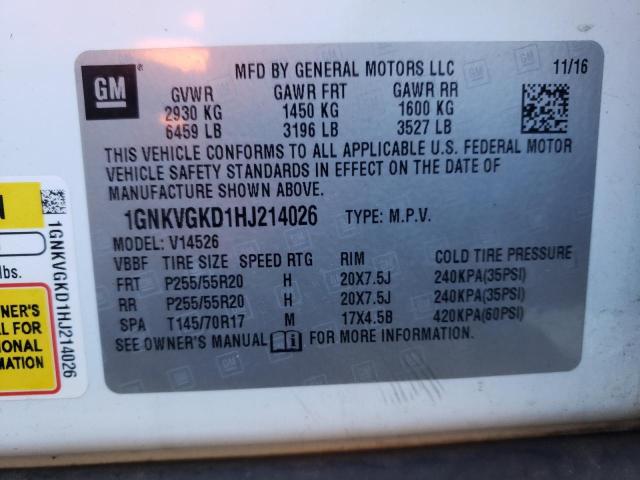 GM
MFD BY GENERAL MOTORS LLC 11/16
GVWR GAWR FRT GAWR RR
2930 KG 1450 KG 1600 KG
6459 LB 3196 LB 3527 LB
THIS VEHICLE CONFORMS TO ALL APPLICABLE U.S. FEDERAL MOTOR
VEHICLE SAFETY STANDARDS IN EFFECT ON THE DATE OF
MANUFACTURE SHOWN ABOVE.
1GNKVGKD1HJ214026 TYPE: M.P.V.
MODEL: V14526
VBBF TIRE SIZE SPEED RTG RIM COLD TIRE PRESSURE
FRT P255/55R20 H 20X7.5J 240KPA(35PSI)
RR P255/55R20 H 20X7.5J 240KPA(35PSI)
SPA T145/70R17 M 17X4.5B 420KPA(60PSI)
SEE OWNER'S MANUAL FOR MORE INFORMATION
N
lbs.
WNER'S
AL FOR
IONAL
MATION
1GNKVGKD1HJ214026